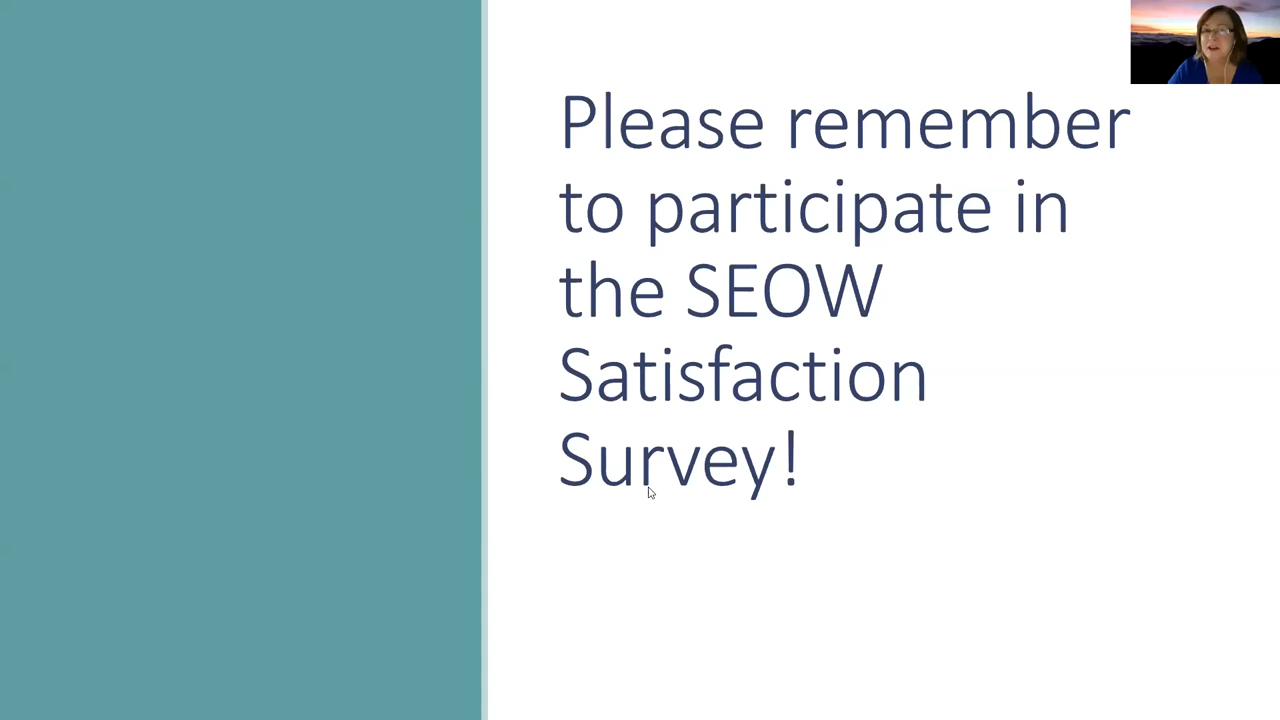 Please remember
to participate in
the SEOW
Satisfaction
Survey!